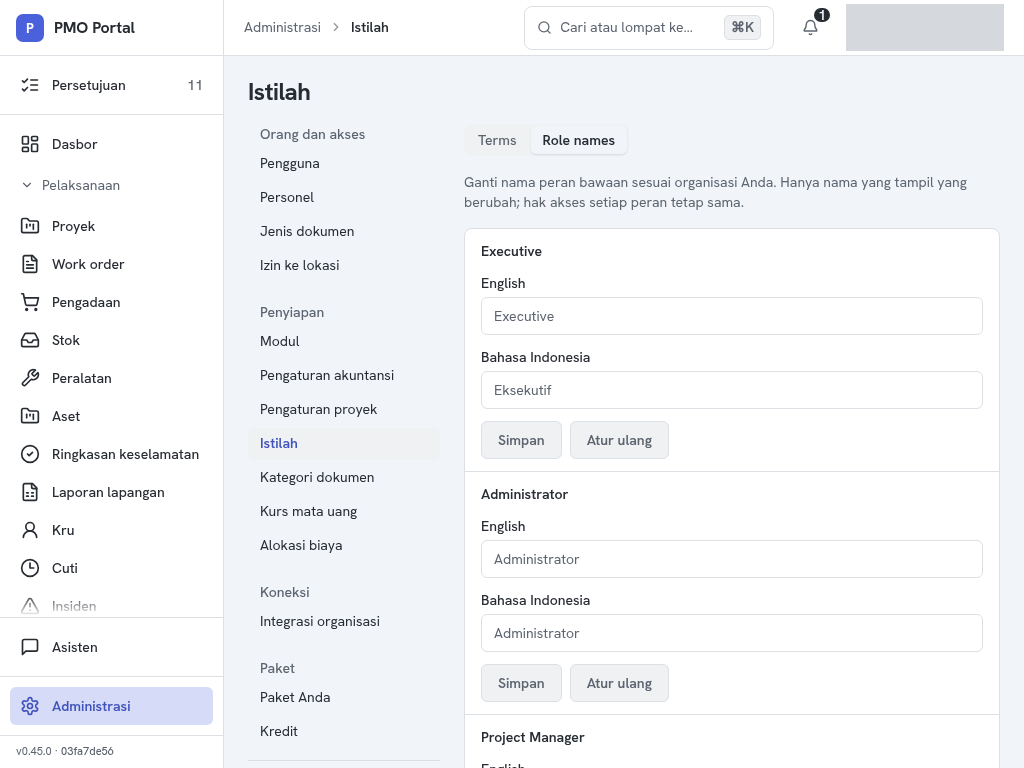 P PMO Portal
Administrasi > Istilah
Cari atau lompat ke...
⌘K
1
Persetujuan 11
Dasbor
Pelaksanaan
Proyek
Work order
Pengadaan
Stok
Peralatan
Aset
Ringkasan keselamatan
Laporan lapangan
Kru
Cuti
Insiden
Asisten
Administrasi
v0.45.0 · 03fa7de56
Istilah
Orang dan akses
Pengguna
Personel
Jenis dokumen
Izin ke lokasi
Penyiapan
Modul
Pengaturan akuntansi
Pengaturan proyek
Istilah
Kategori dokumen
Kurs mata uang
Alokasi biaya
Koneksi
Integrasi organisasi
Paket
Paket Anda
Kredit
Terms Role names
Ganti nama peran bawaan sesuai organisasi Anda. Hanya nama yang tampil yang
berubah; hak akses setiap peran tetap sama.
Executive
English
Executive
Bahasa Indonesia
Eksekutif
Simpan Atur ulang
Administrator
English
Administrator
Bahasa Indonesia
Administrator
Simpan Atur ulang
Project Manager
English